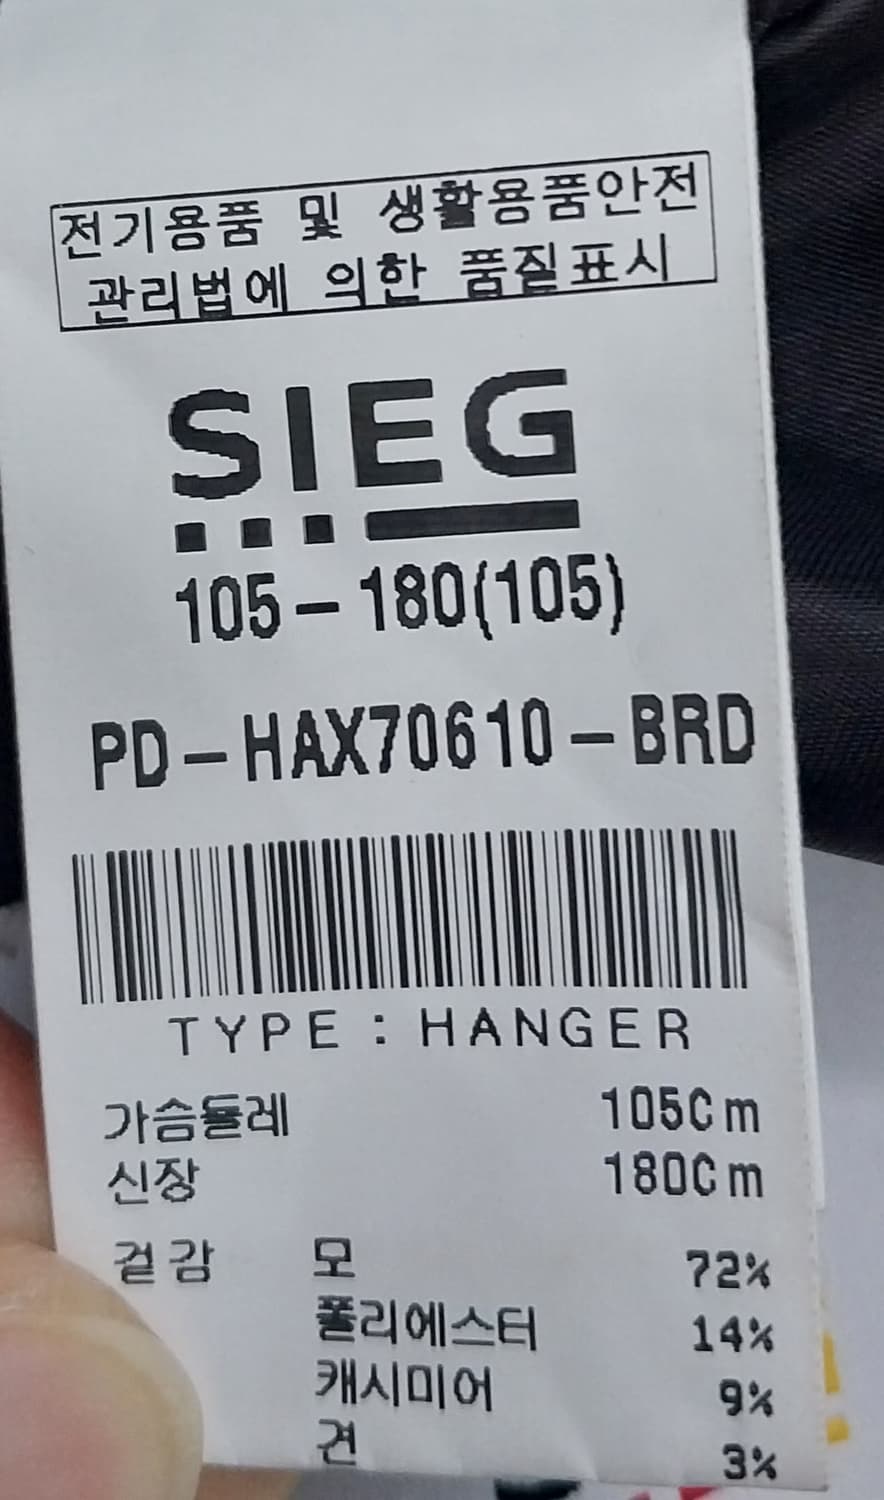 전기용품 및 생활용품안전
관리법에 의한 품질표시
SIEG
105-180(105)
PD-HAX70610-BRD
TYPE : HANGER
가슴둘레 105Cm
신장 180Cm
겉감 모 72%
폴리에스터 14%
캐시미어 9%
견 3%